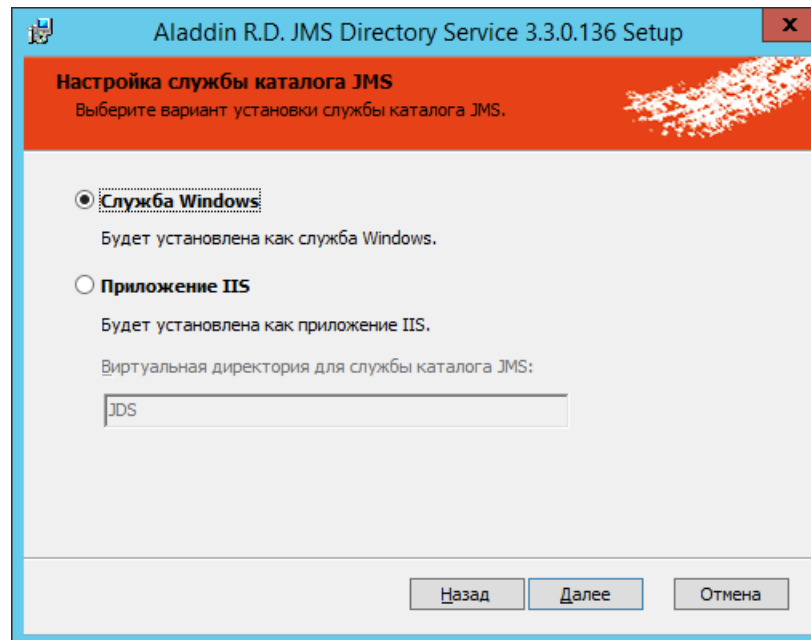 Aladdin R.D. JMS Directory Service 3.3.0.136 Setup
x
Настройка службы каталога JMS
Выберите вариант установки службы каталога JMS.
Служба Windows
Будет установлена как служба Windows.
Приложение IIS
Будет установлена как приложение IIS.
Виртуальная директория для службы каталога JMS:
JDS
Назад Далее Отмена